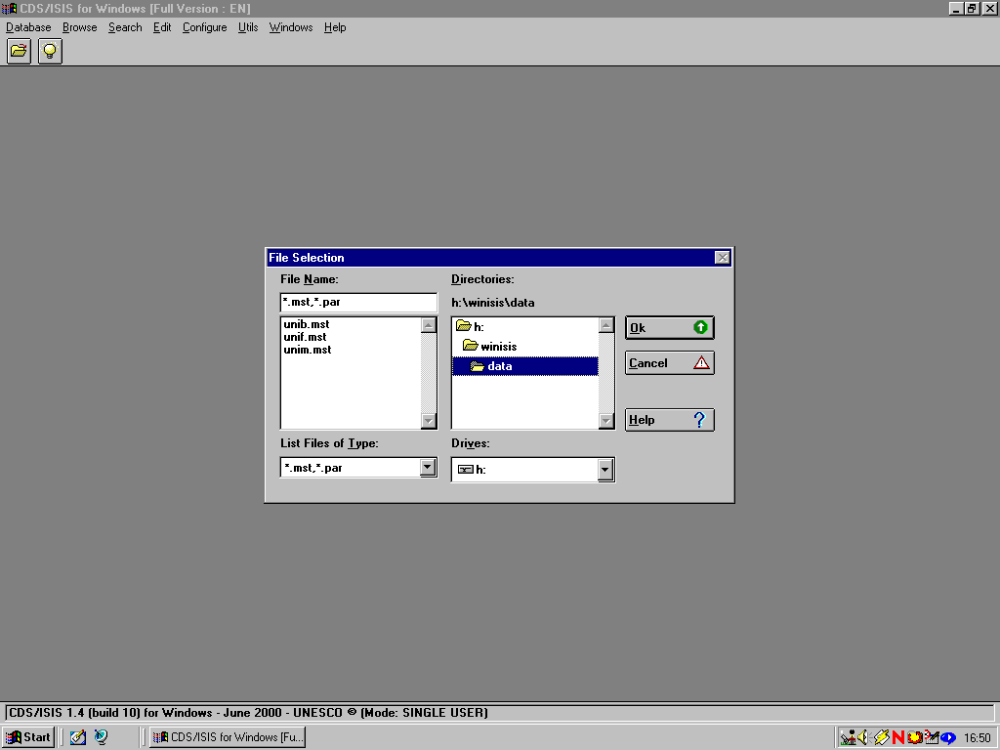 CDS/ISIS for Windows [Full Version : EN]
Database Browse Search Edit Configure Utils Windows Help
File Selection
File Name:
Directories:
*.mst,*.par
h:\winisis\data
unib.mst
unif.mst
unim.mst
h:
winisis
data
Ok
Cancel
Help
List Files of Type:
Drives:
*.mst,*.par
h:
CDS/ISIS 1.4 (build 10) for Windows - June 2000 - UNESCO © (Mode: SINGLE USER)
Start
CDS/ISIS for Windows [Fu...
16:50